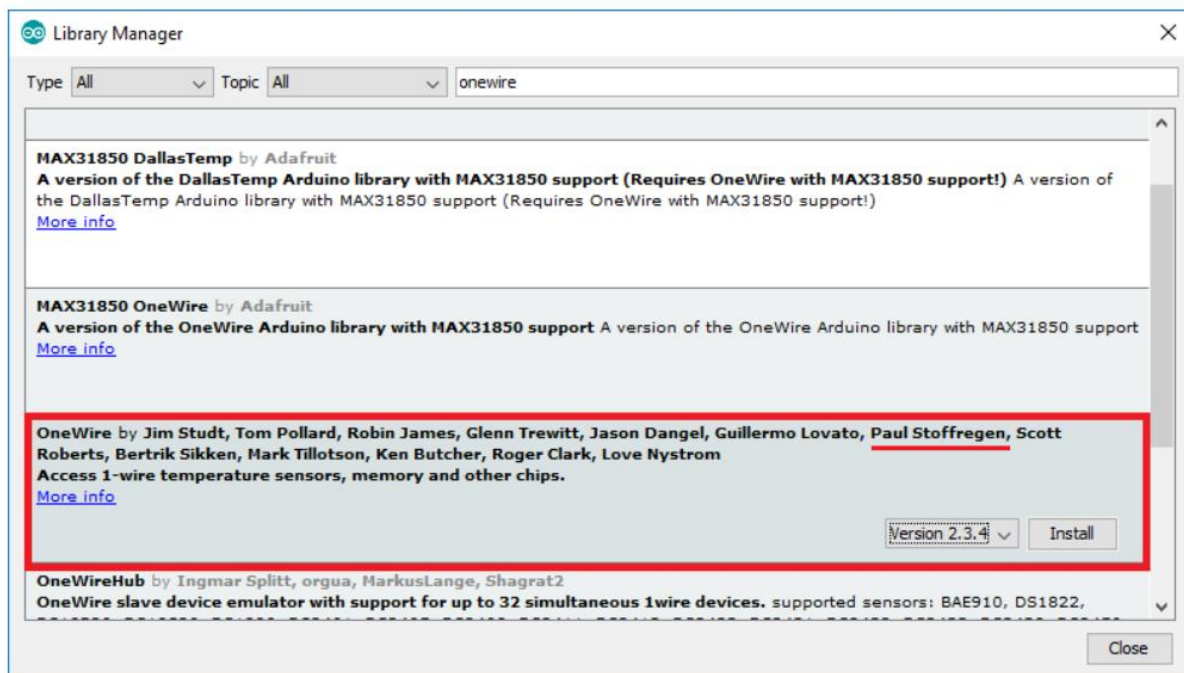 Library Manager
Type All Topic All onewire
MAX31850 DallasTemp by Adafruit
A version of the DallasTemp Arduino library with MAX31850 support (Requires OneWire with MAX31850 support!) A version of
the DallasTemp Arduino library with MAX31850 support (Requires OneWire with MAX31850 support!)
More info
MAX31850 OneWire by Adafruit
A version of the OneWire Arduino library with MAX31850 support A version of the OneWire Arduino library with MAX31850 support
More info
OneWire by Jim Studt, Tom Pollard, Robin James, Glenn Trewitt, Jason Dangel, Guillermo Lovato, Paul Stoffregen, Scott
Roberts, Bertrik Sikken, Mark Tillotson, Ken Butcher, Roger Clark, Love Nystrom
Access 1-wire temperature sensors, memory and other chips.
More info
Version 2.3.4 Install
OneWireHub by Ingmar Splitt, orgua, MarkusLange, Shagrat2
OneWire slave device emulator with support for up to 32 simultaneous 1wire devices. supported sensors: BAE910, DS1822,
Close